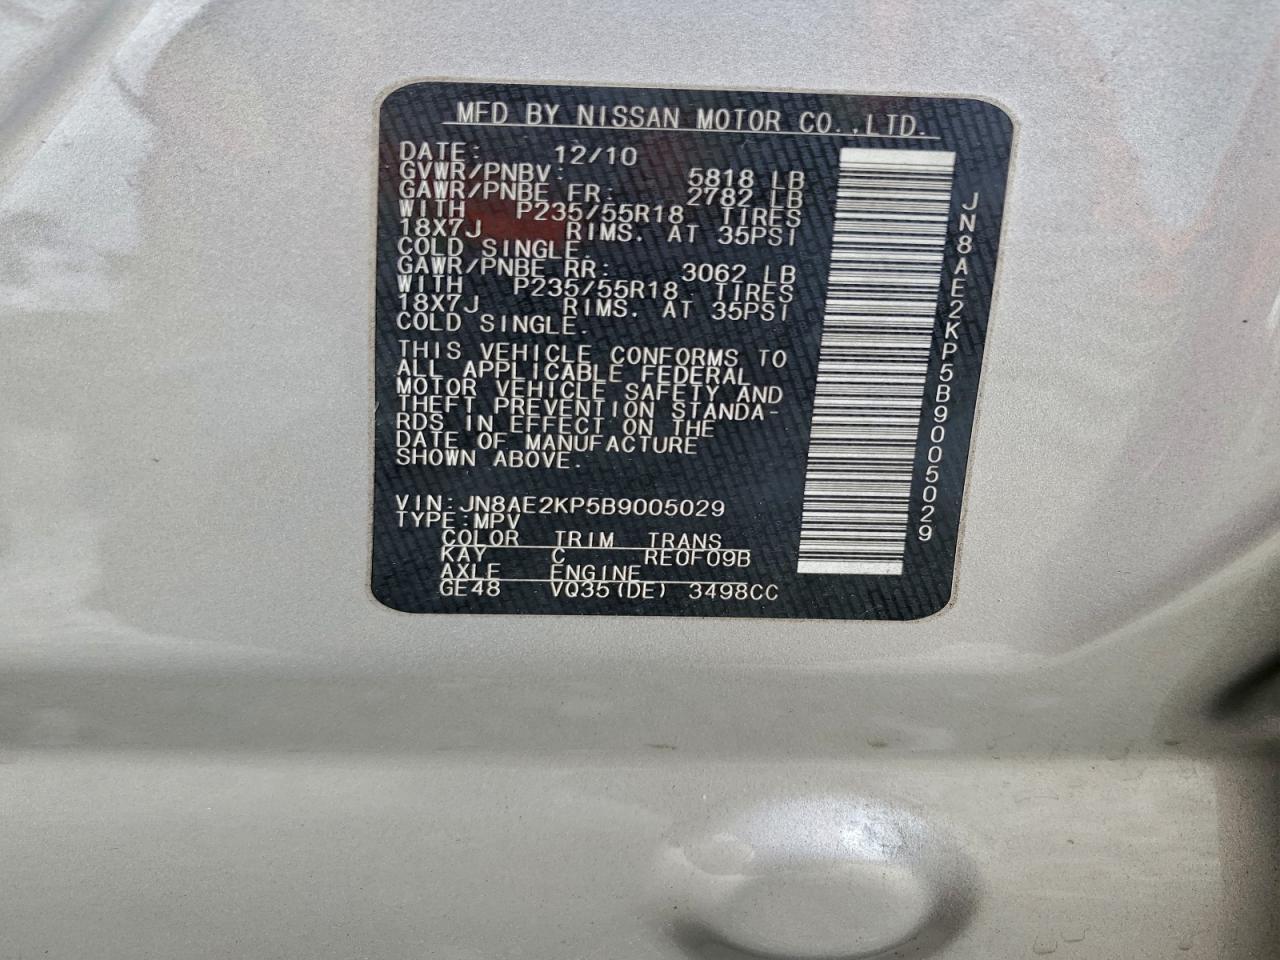 MFD BY NISSAN MOTOR CO.,LTD.
DATE: 12/10
GVWR/PNBV: 5818 LB
GAWR/PNBE FR: 2782 LB
WITH P235/55R18 TIRES
18X7J RIMS. AT 35PSI
COLD SINGLE.
GAWR/PNBE RR: 3062 LB
WITH P235/55R18 TIRES
18X7J RIMS. AT 35PSI
COLD SINGLE.
THIS VEHICLE CONFORMS TO
ALL APPLICABLE FEDERAL
MOTOR VEHICLE SAFETY AND
THEFT PREVENTION STANDA-
RDS IN EFFECT ON THE
DATE OF MANUFACTURE
SHOWN ABOVE.
VIN:JN8AE2KP5B9005029
TYPE:MPV
COLOR TRIM TRANS
KAY C RE0F09B
AXLE ENGINE
GE48 VQ35(DE) 3498CC
JN8AE2KP5B9005029